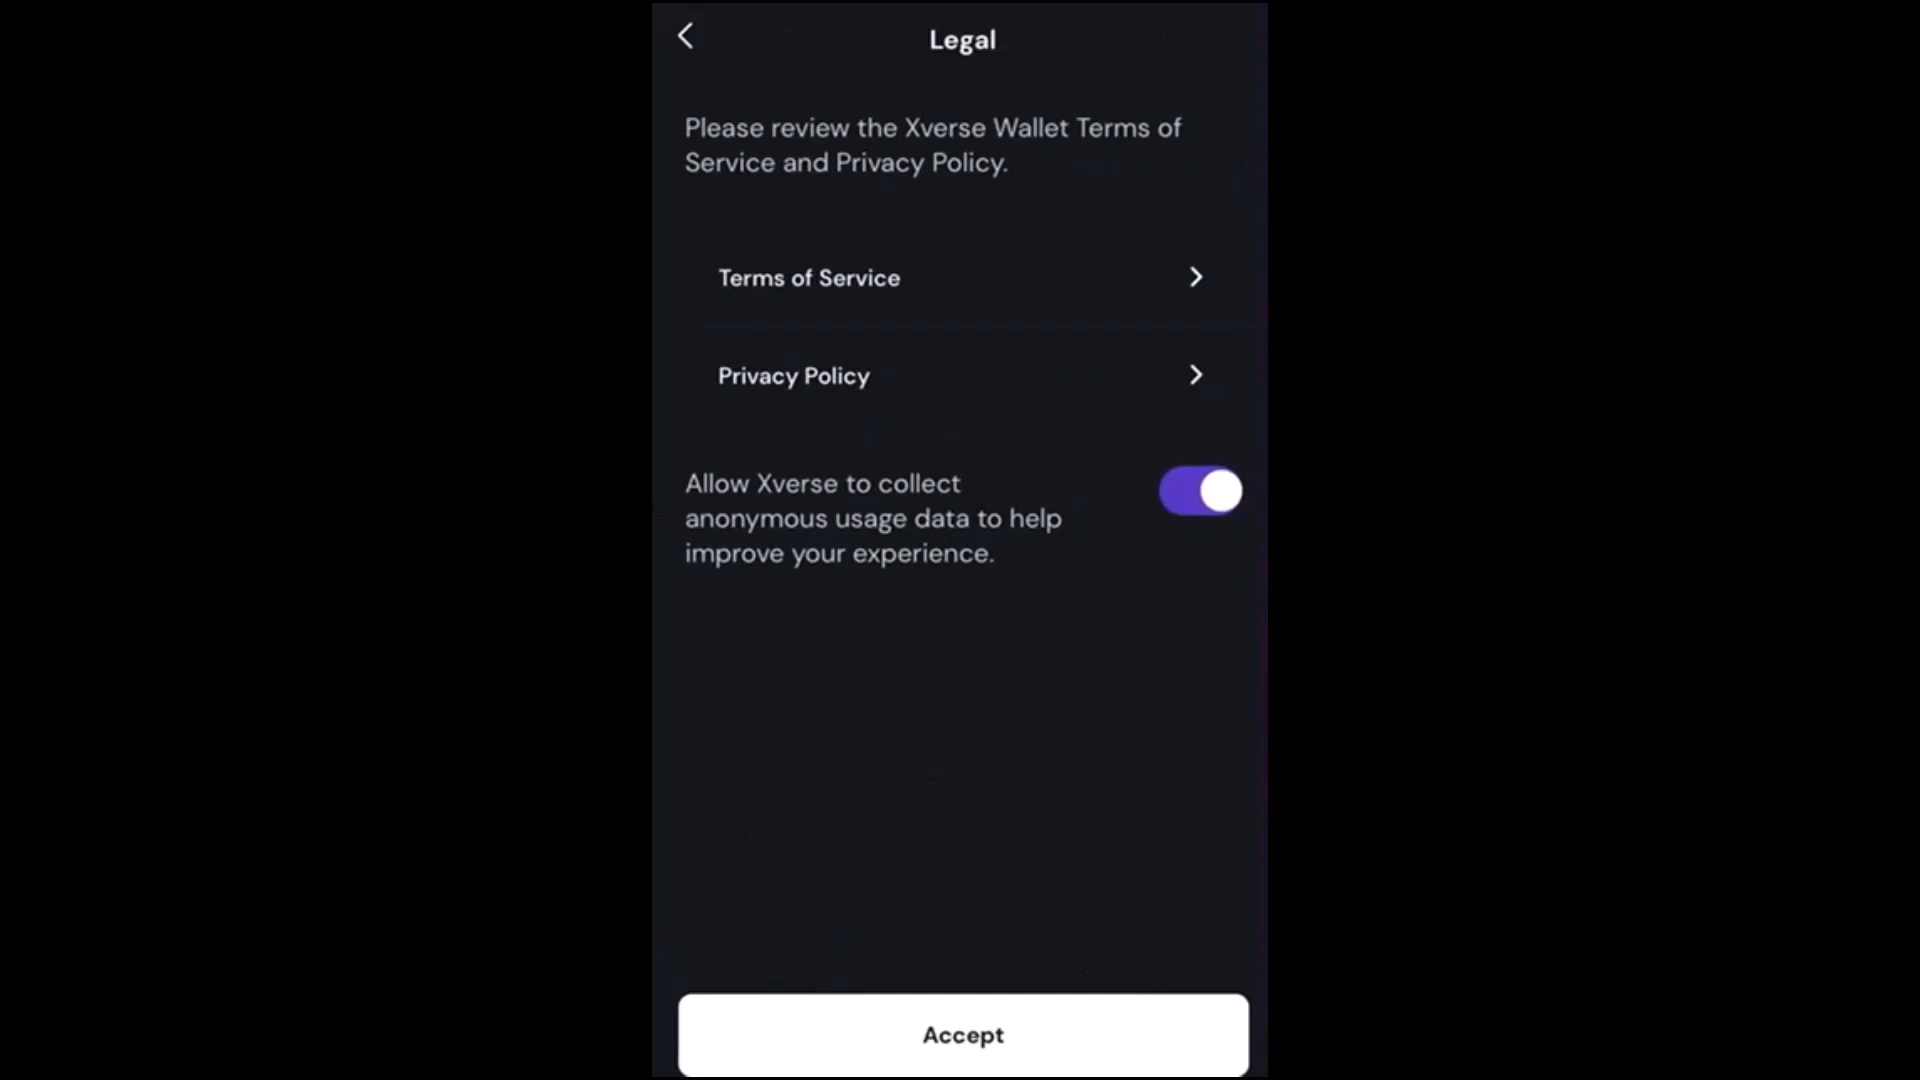 Legal
Please review the Xverse Wallet Terms of
Service and Privacy Policy.
Terms of Service
Privacy Policy
Allow Xverse to collect
anonymous usage data to help
improve your experience.
Accept